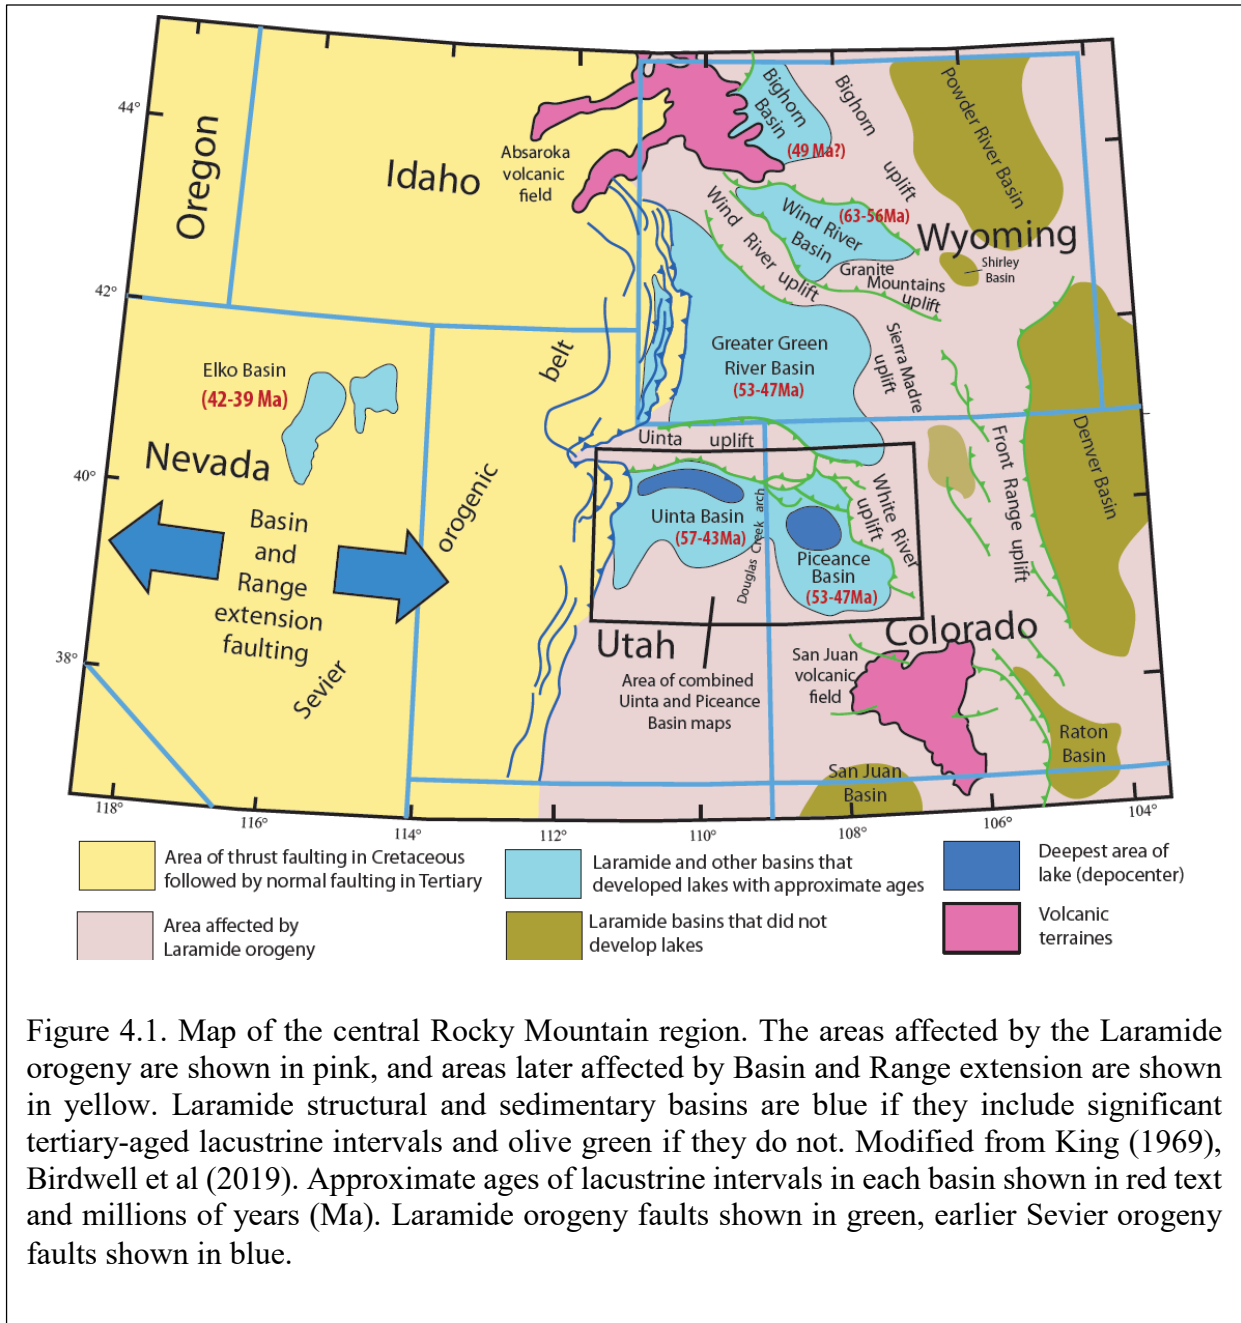 44°
42°
40°
38°
118°
116°
114°
112°
110°
108°
106°
104°
Oregon
Idaho
Absaroka
volcanic
field
Bighorn
Basin
(49 Ma?)
Bighorn
uplift
Powder River Basin
Wind River
Basin
(63-56Ma)
Wyoming
Shirley
Basin
Wind River uplift
Granite
Mountains
uplift
Greater Green
River Basin
(53-47Ma)
Sierra Madre
uplift
Elko Basin
(42-39 Ma)
Nevada
Basin
and
Range
extension
faulting
Sevier
orogenic
belt
Uinta uplift
Uinta Basin
(57-43Ma)
Douglas Creek arch
White River
uplift
Piceance
Basin
(53-47Ma)
Front Range uplift
Denver Basin
Utah
Area of combined
Uinta and Piceance
Basin maps
Colorado
San Juan
volcanic
field
San Juan
Basin
Raton
Basin
Area of thrust faulting in Cretaceous
followed by normal faulting in Tertiary
Area affected by
Laramide orogeny
Laramide and other basins that
developed lakes with approximate ages
Laramide basins that did not
develop lakes
Deepest area of
lake (depocenter)
Volcanic
terraines
Figure 4.1. Map of the central Rocky Mountain region. The areas affected by the Laramide
orogeny are shown in pink, and areas later affected by Basin and Range extension are shown
in yellow. Laramide structural and sedimentary basins are blue if they include significant
tertiary-aged lacustrine intervals and olive green if they do not. Modified from King (1969),
Birdwell et al (2019). Approximate ages of lacustrine intervals in each basin shown in red text
and millions of years (Ma). Laramide orogeny faults shown in green, earlier Sevier orogeny
faults shown in blue.